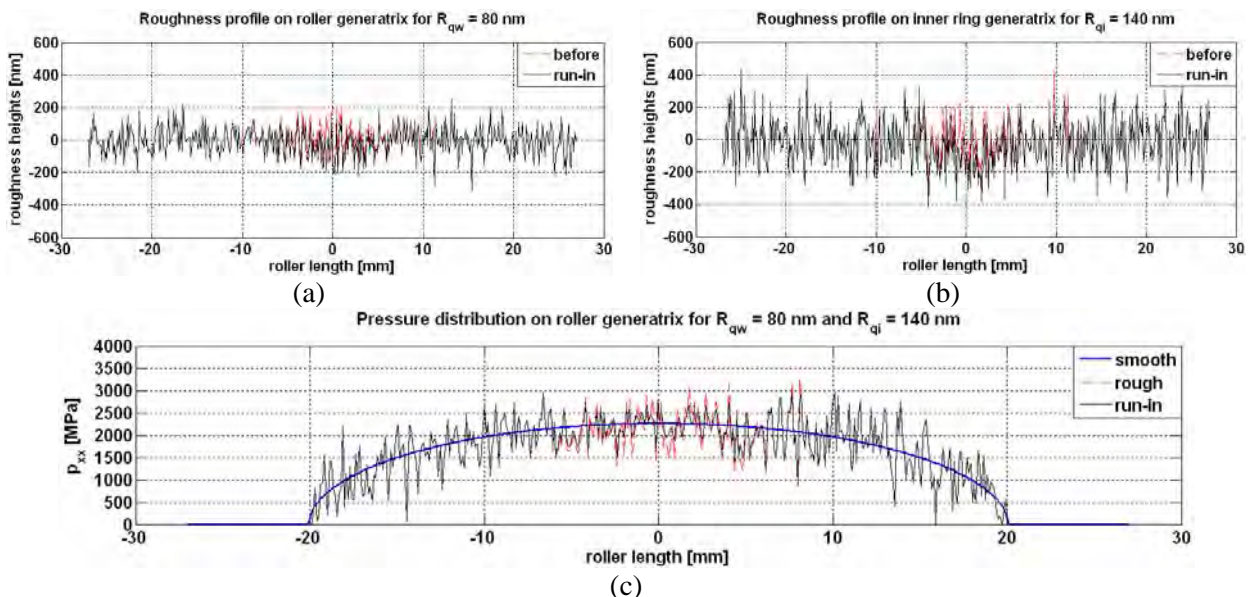 Roughness profile on roller generatrix for Rqw = 80 nm
roughness heights [nm]
600
400
200
0
-200
-400
-600
-30
-20
-10
0
10
20
30
before
run-in
roller length [mm]
(a)
Roughness profile on inner ring generatrix for Rqi = 140 nm
roughness heights [nm]
600
400
200
0
-200
-400
-600
-30
-20
-10
0
10
20
30
before
run-in
roller length [mm]
(b)
Pressure distribution on roller generatrix for Rqw = 80 nm and Rqi = 140 nm
pxx [MPa]
4000
3500
3000
2500
2000
1500
1000
500
0
-30
-20
-10
0
10
20
30
smooth
rough
run-in
roller length [mm]
(c)